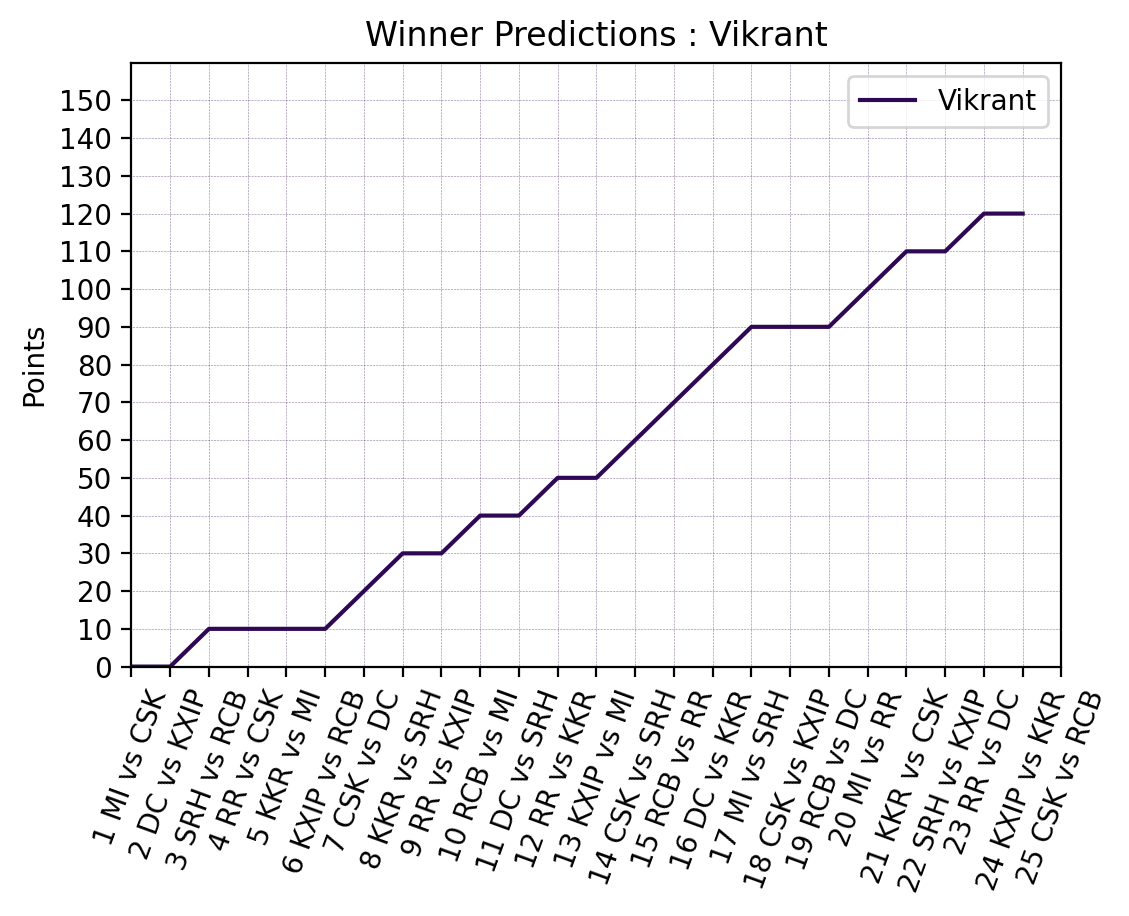 Winner Predictions : Vikrant
Vikrant
Points
150
140
130
120
110
100
90
80
70
60
50
40
30
20
10
0
1 MI vs CSK
2 DC vs KXIP
3 SRH vs RCB
4 RR vs CSK
5 KKR vs MI
6 KXIP vs RCB
7 CSK vs DC
8 KKR vs SRH
9 RR vs KXIP
10 RCB vs MI
11 DC vs SRH
12 RR vs KKR
13 KXIP vs MI
14 CSK vs SRH
15 RCB vs RR
16 DC vs KKR
17 MI vs SRH
18 CSK vs KXIP
19 RCB vs DC
20 MI vs RR
21 KKR vs CSK
22 SRH vs KXIP
23 RR vs DC
24 KXIP vs KKR
25 CSK vs RCB